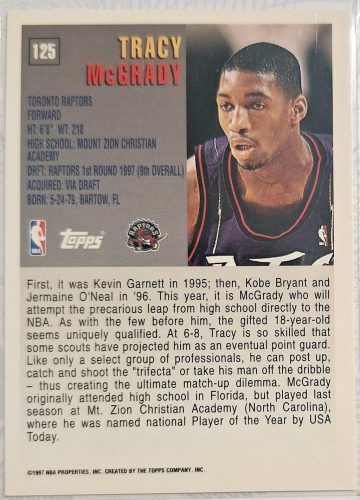 125
TRACY
McGRADY
TORONTO RAPTORS
FORWARD
HT: 6'8" WT: 210
HIGH SCHOOL: MOUNT ZION CHRISTIAN
ACADEMY
DRFT: RAPTORS 1st ROUND 1997 (9th OVERALL)
ACQUIRED: VIA DRAFT
BORN: 5-24-79, BARTOW, FL
NBA
Topps
RAPTORS
First, it was Kevin Garnett in 1995; then, Kobe Bryant and
Jermaine O'Neal in '96. This year, it is McGrady who will
attempt the precarious leap from high school directly to the
NBA. As with the few before him, the gifted 18-year-old
seems uniquely qualified. At 6-8, Tracy is so skilled that
some scouts have projected him as an eventual point guard.
Like only a select group of professionals, he can post up,
catch and shoot the "trifecta" or take his man off the dribble
– thus creating the ultimate match-up dilemma. McGrady
originally attended high school in Florida, but played last
season at Mt. Zion Christian Academy (North Carolina),
where he was named national Player of the Year by USA
Today.
©1997 NBA PROPERTIES, INC. CREATED BY THE TOPPS COMPANY, INC.